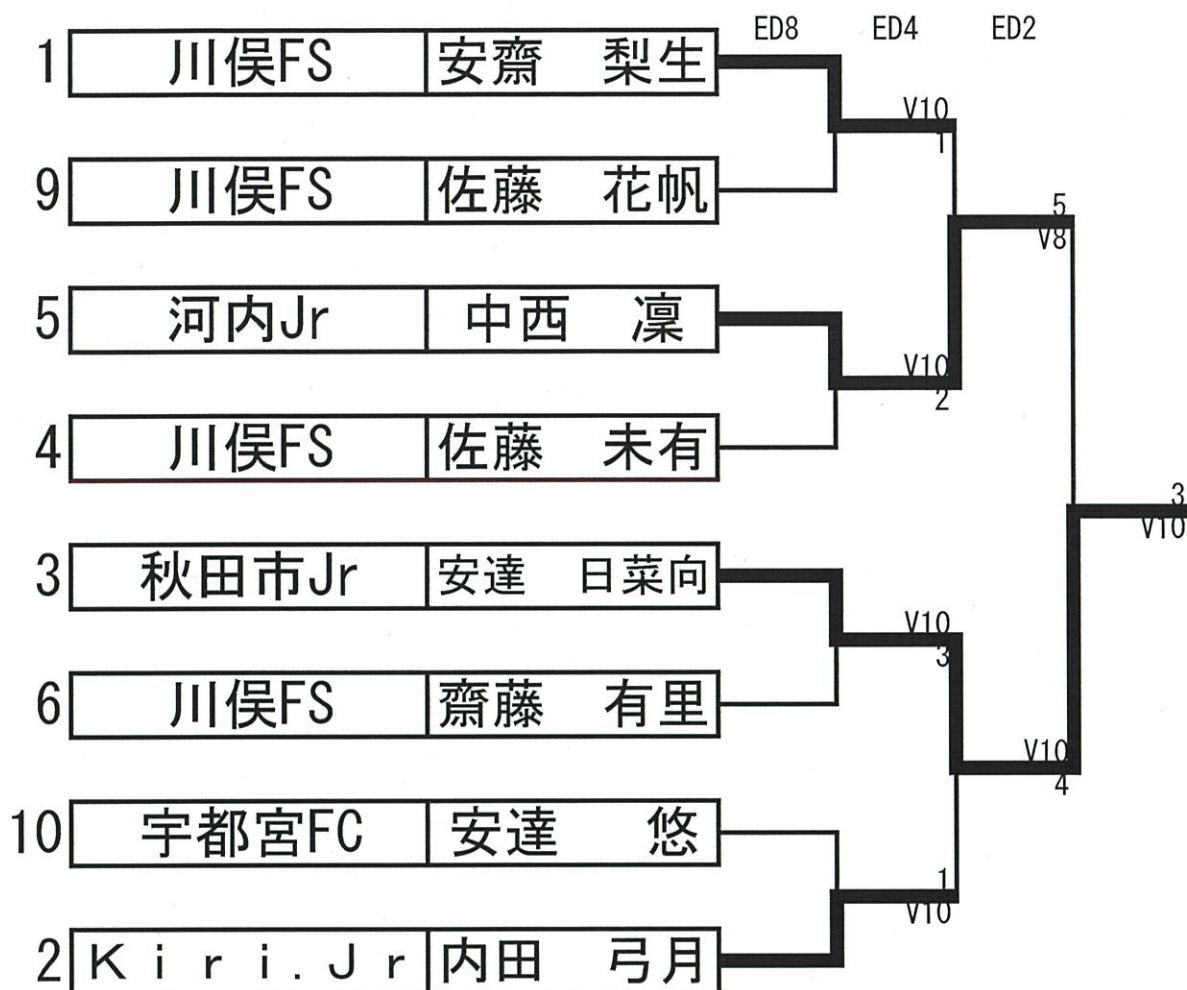 ED8 ED4 ED2
1 川俣FS 安齋 梨生
V10
1
9 川俣FS 佐藤 花帆
5
V8
5 河内Jr 中西 凜
V10
2
4 川俣FS 佐藤 未有
3
V10
3 秋田市Jr 安達 日菜向
V10
3
6 川俣FS 齋藤 有里
V10
4
10 宇都宮FC 安達 悠
1
V10
2 Ｋｉｒｉ.Ｊｒ 内田 弓月